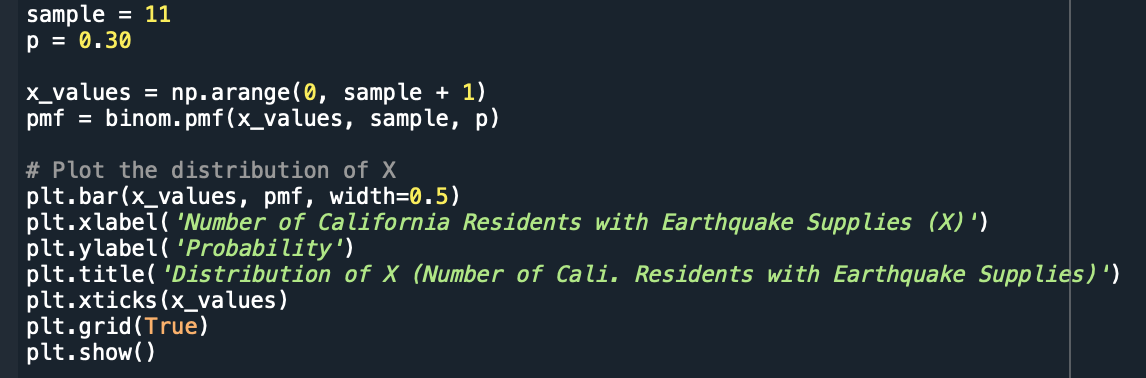 sample = 11
p = 0.30
x_values = np.arange(0, sample + 1)
pmf = binom.pmf(x_values, sample, p)
# Plot the distribution of X
plt.bar(x_values, pmf, width=0.5)
plt.xlabel('Number of California Residents with Earthquake Supplies (X)')
plt.ylabel('Probability')
plt.title('Distribution of X (Number of Cali. Residents with Earthquake Supplies)')
plt.xticks(x_values)
plt.grid(True)
plt.show()